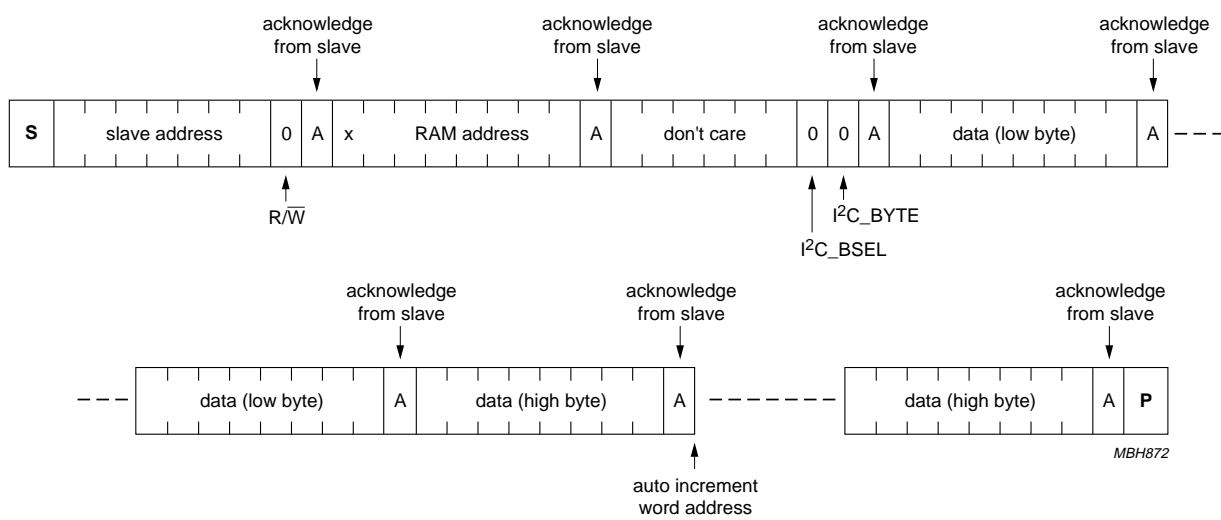 acknowledge
from slave
acknowledge
from slave
acknowledge
from slave
acknowledge
from slave
S slave address 0 A x RAM address A don't care 0 0 A data (low byte) A
R/W̅
I²C_BYTE
I²C_BSEL
acknowledge
from slave
acknowledge
from slave
acknowledge
from slave
data (low byte) A data (high byte) A data (high byte) A P
MBH872
auto increment
word address